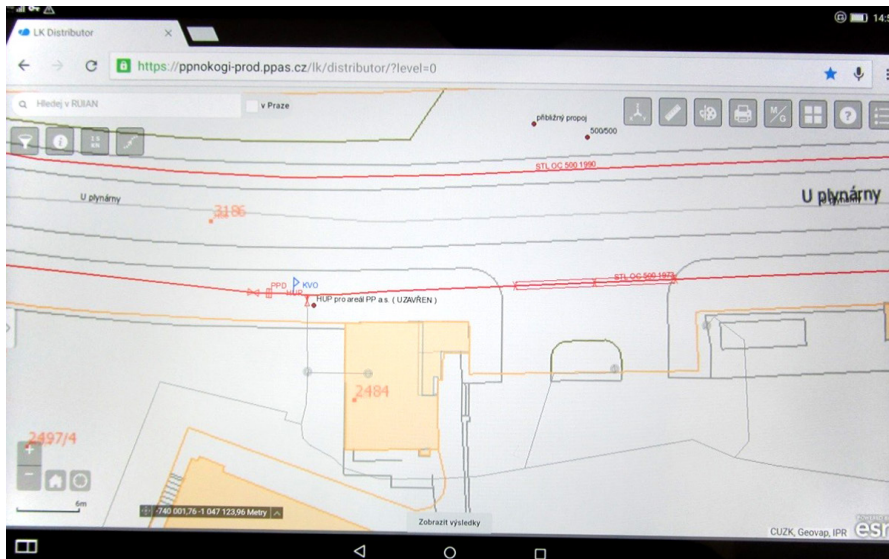 14:5
LK Distributor
https://ppnokogi-prod.ppas.cz/lk/distributor/?level=0
Hledej v RUIAN
v Praze
M/G
přibližný propoj
500/500
STL OC 500 1990
U plynárny
U plynárny
3186
STL OC 500 1973
PPD
KVO
HUP
HUP pro areál PP a.s. ( UZAVŘEN )
2484
2497/4
+
−
6m
-740 001,76 -1 047 123,96 Metry
Zobrazit výsledky
CUZK, Geovap, IPR
esri